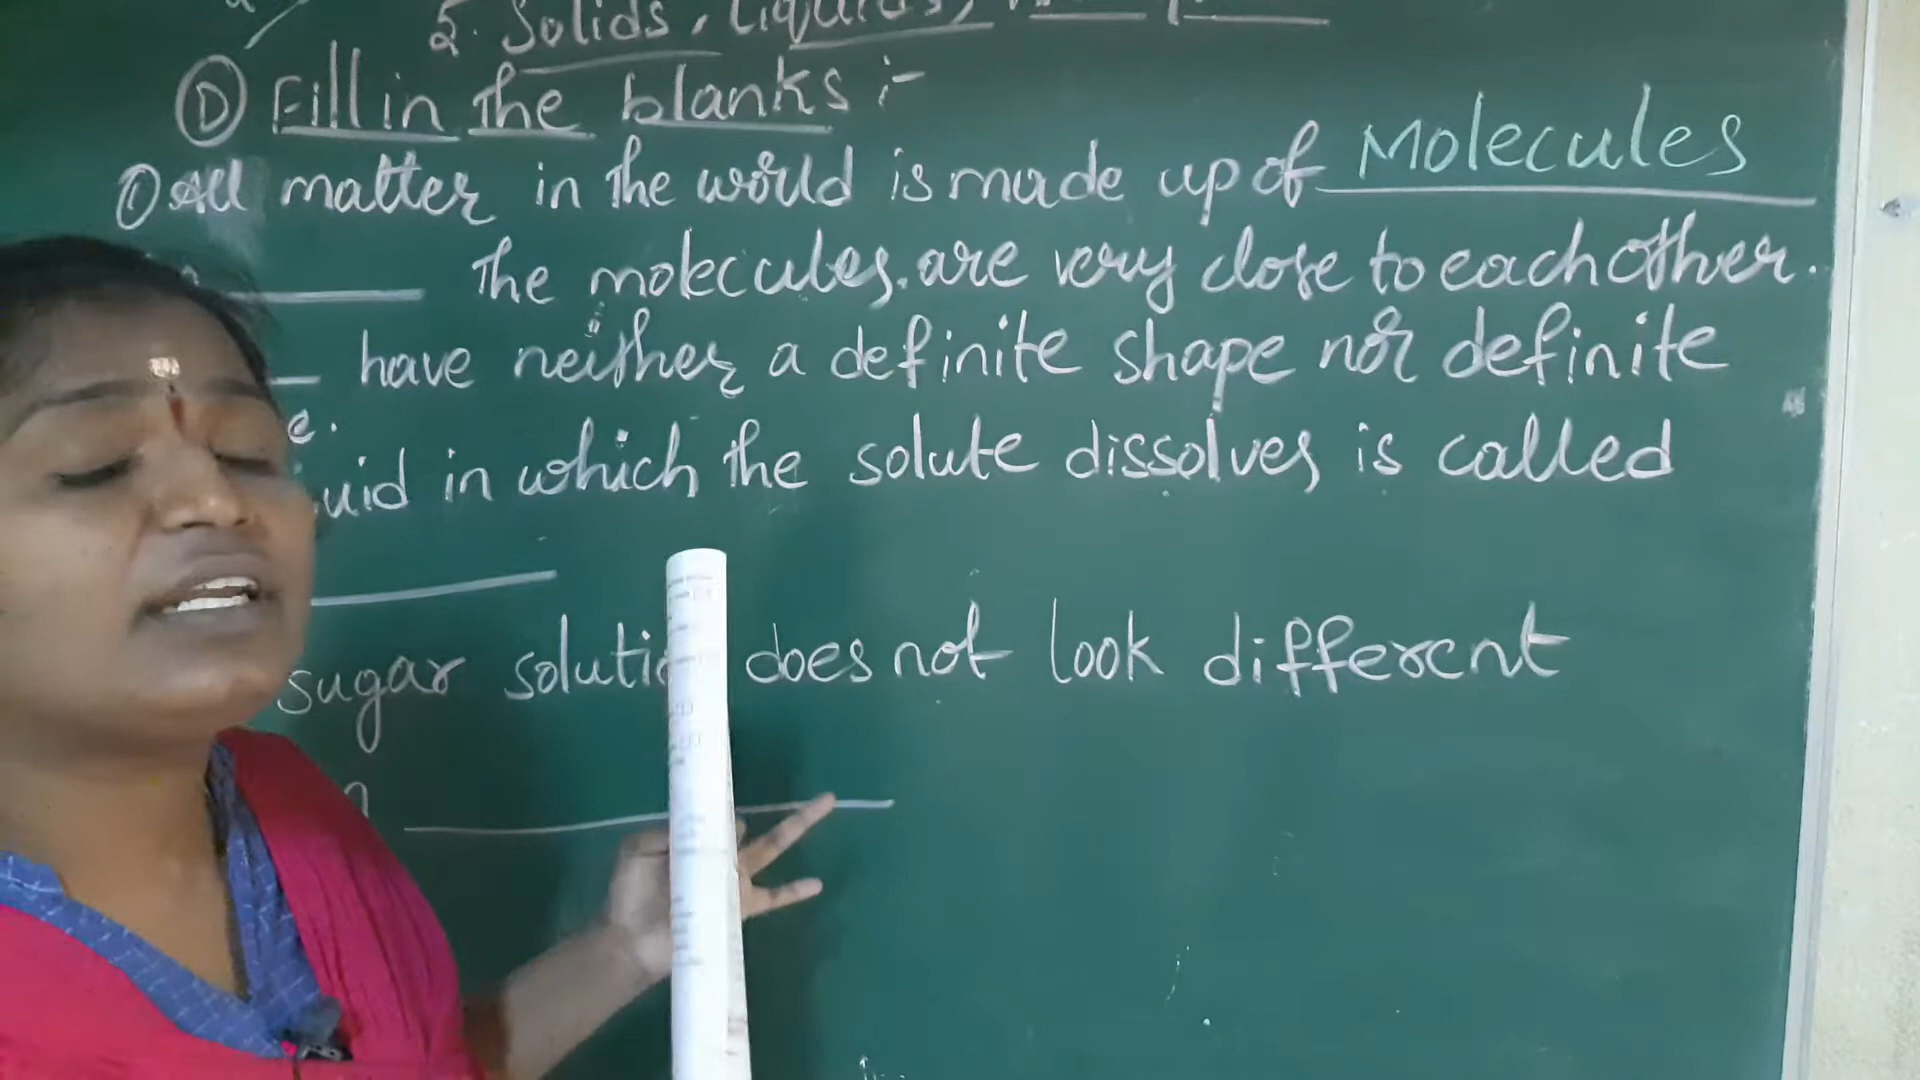 5. Solids, Liquids,
D Fill in the blanks :-
1 All matter in the world is made up of Molecules
The molecules are very close to each other.
have neither a definite shape nor definite
e.
uid in which the solute dissolves is called
sugar soluti does not look different